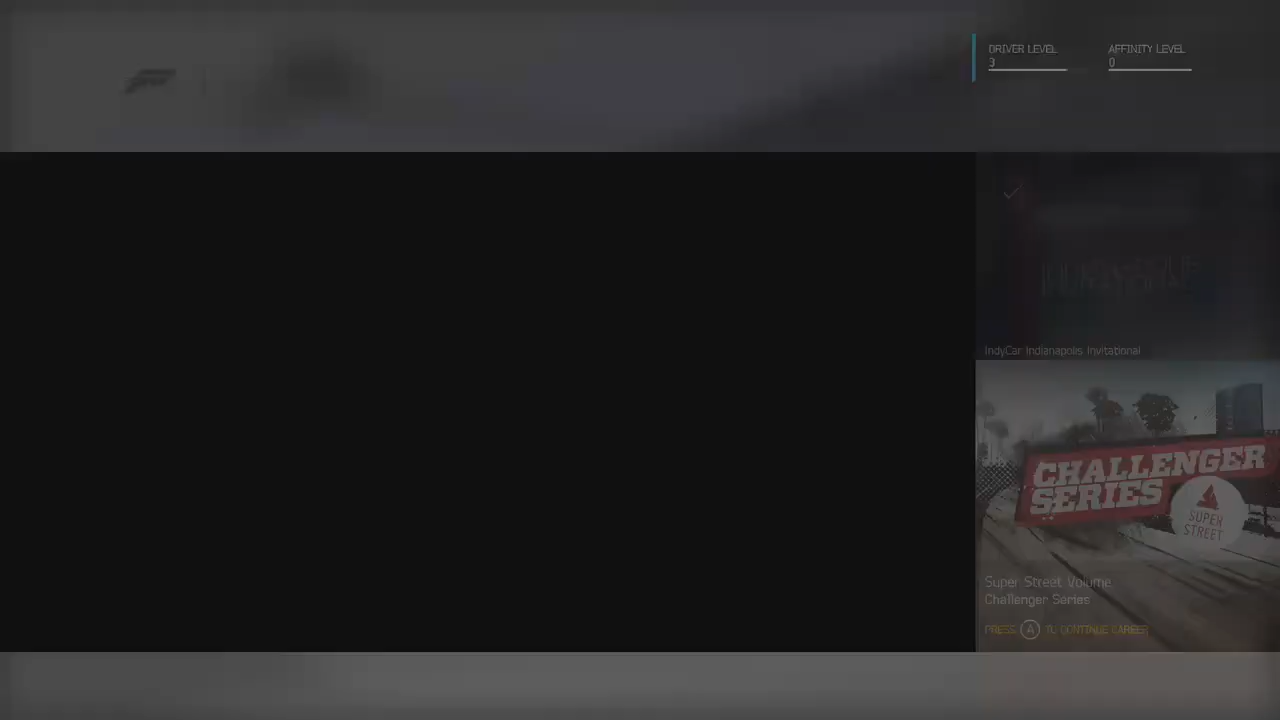 DRIVER LEVEL
3
AFFINITY LEVEL
0
IndyCar Indianapolis Invitational
CHALLENGER
SERIES
SUPER
STREET
Super Street Volume
Challenger Series
PRESS A TO CONTINUE CAREER